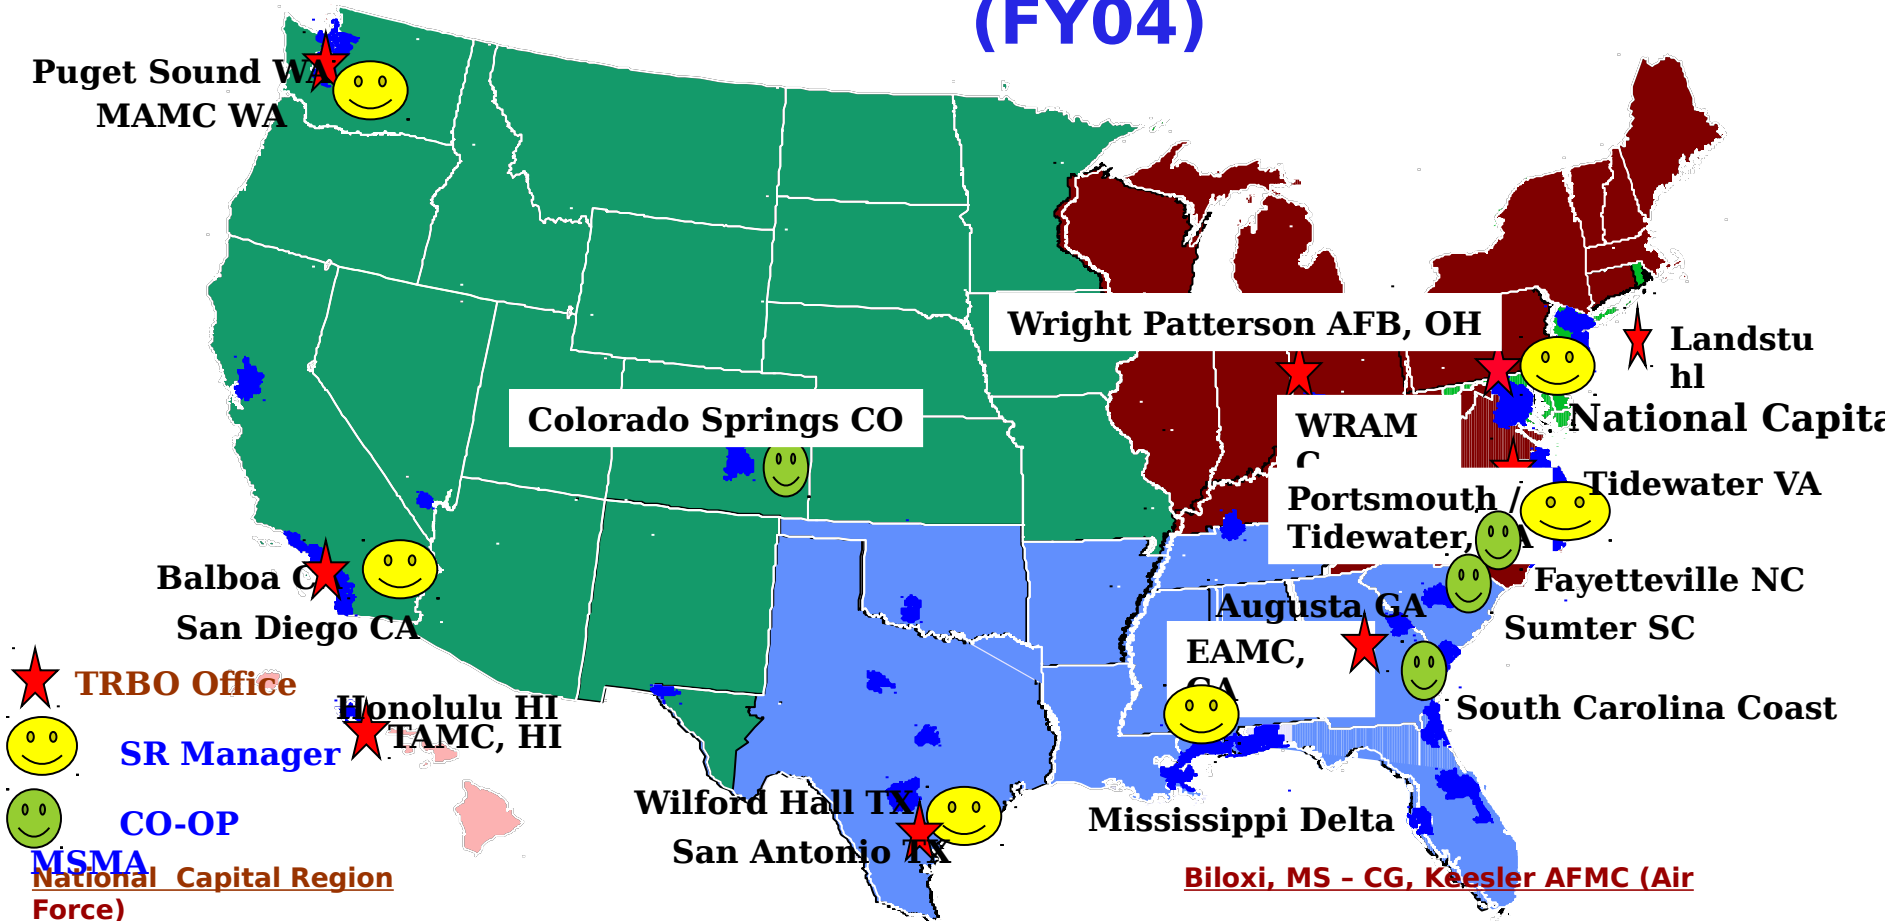 (FY04)
Puget Sound WA
MAMC WA
Wright Patterson AFB, OH
Landstu
hl
Colorado Springs CO
WRAM
C
National Capita
Tidewater VA
Portsmouth /
Tidewater, VA
Balboa CA
Fayetteville NC
Augusta GA
San Diego CA
Sumter SC
EAMC,
GA
TRBO Office
Honolulu HI
TAMC, HI
South Carolina Coast
SR Manager
Wilford Hall TX
CO-OP
Mississippi Delta
San Antonio TX
MSMA
National Capital Region
Force)
Biloxi, MS – CG, Keesler AFMC (Air